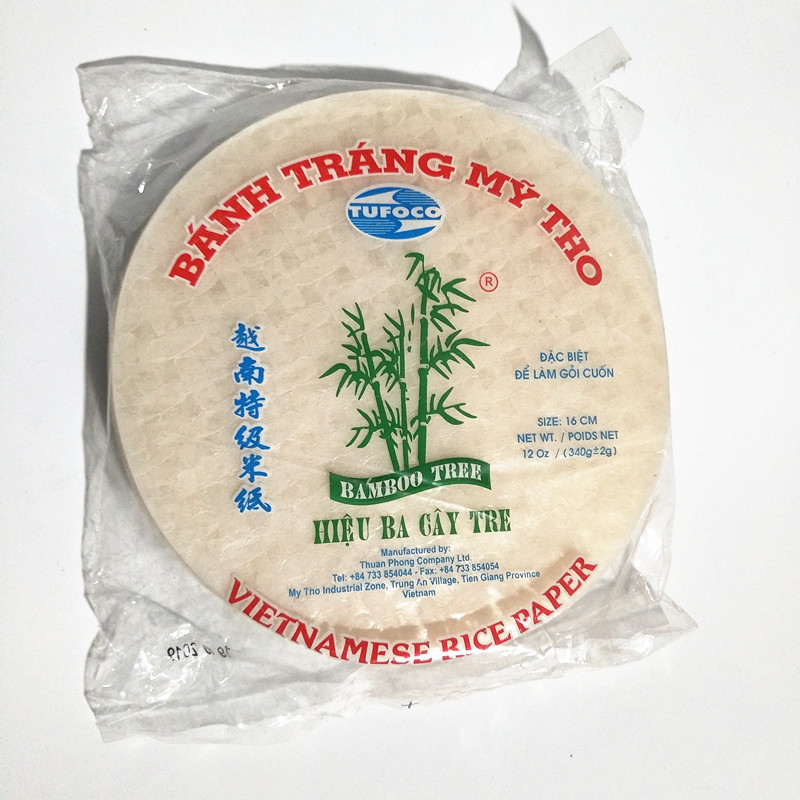 BÁNH TRÁNG MỸ THO
TUFOCO
®
越南特级米纸
ĐẶC BIỆT
ĐỂ LÀM GỎI CUỐN
SIZE: 16 CM
NET WT. / POIDS NET
12 Oz / (340g±2g)
BAMBOO TREE
HIỆU BA CÂY TRE
Manufactured by:
Thuan Phong Company Ltd.
Tel: +84 733 854044 - Fax: +84 733 854054
My Tho Industrial Zone, Trung An Village, Tien Giang Province
Vietnam
VIETNAMESE RICE PAPER
2019